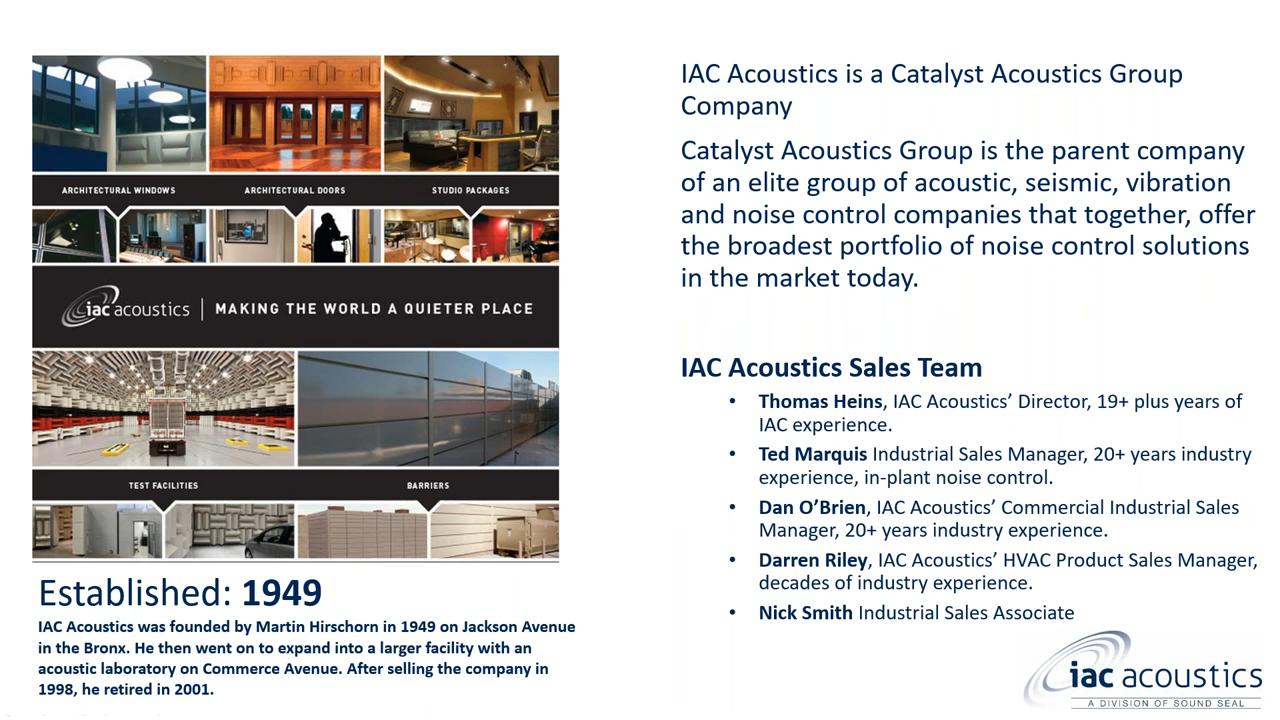 ARCHITECTURAL WINDOWS
ARCHITECTURAL DOORS
STUDIO PACKAGES
iac acoustics | MAKING THE WORLD A QUIETER PLACE
TEST FACILITIES
BARRIERS
Established: 1949
IAC Acoustics was founded by Martin Hirschorn in 1949 on Jackson Avenue
in the Bronx. He then went on to expand into a larger facility with an
acoustic laboratory on Commerce Avenue. After selling the company in
1998, he retired in 2001.
IAC Acoustics is a Catalyst Acoustics Group
Company
Catalyst Acoustics Group is the parent company
of an elite group of acoustic, seismic, vibration
and noise control companies that together, offer
the broadest portfolio of noise control solutions
in the market today.
IAC Acoustics Sales Team
• Thomas Heins, IAC Acoustics’ Director, 19+ plus years of
IAC experience.
• Ted Marquis Industrial Sales Manager, 20+ years industry
experience, in-plant noise control.
• Dan O’Brien, IAC Acoustics’ Commercial Industrial Sales
Manager, 20+ years industry experience.
• Darren Riley, IAC Acoustics’ HVAC Product Sales Manager,
decades of industry experience.
• Nick Smith Industrial Sales Associate
iac acoustics
A DIVISION OF SOUND SEAL